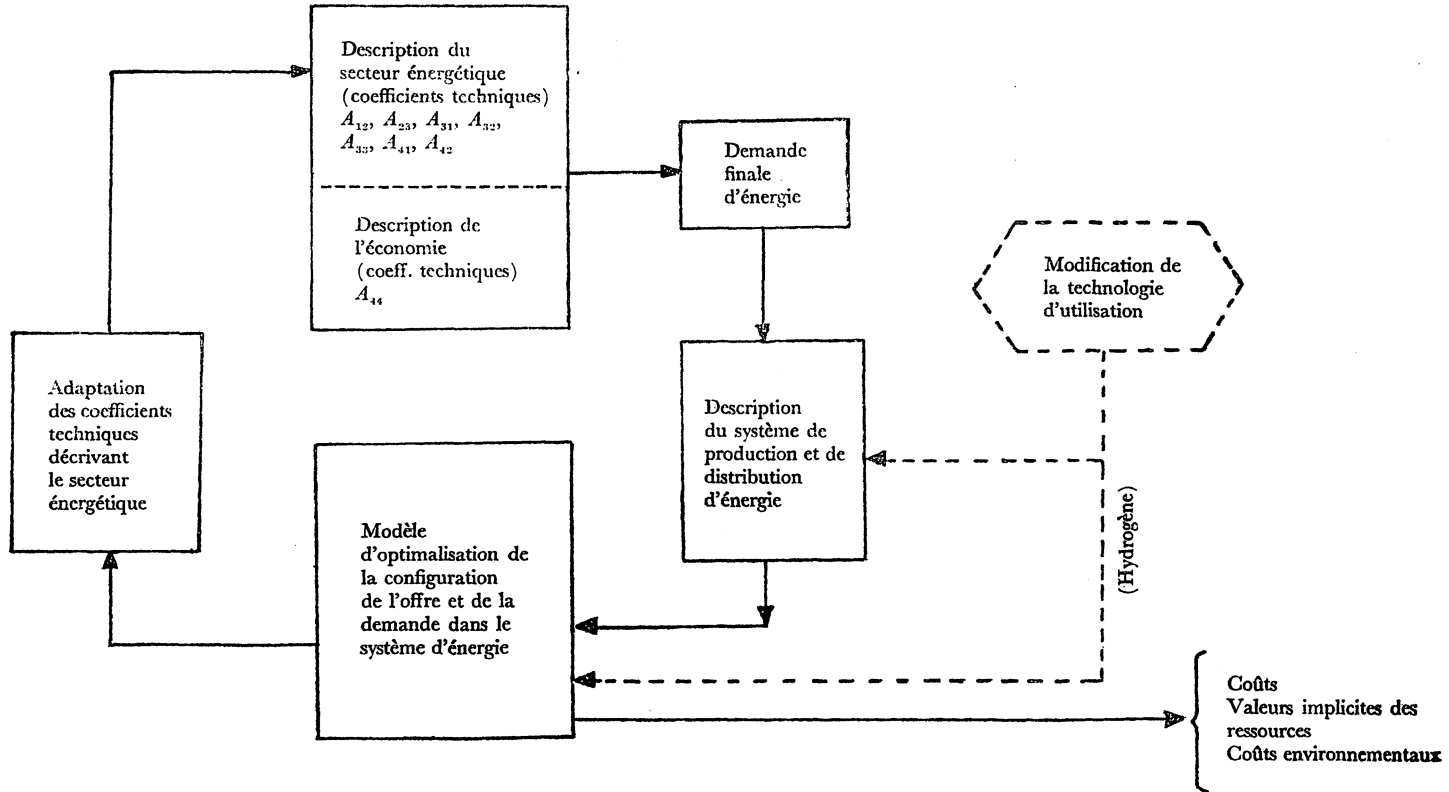 Description du
secteur énergétique
(coefficients techniques)
A₁₂, A₂₃, A₃₁, A₃₂,
A₃₃, A₄₁, A₄₂
Description de
l'économie
(coeff. techniques)
A₄₄
Demande
finale
d'énergie
Modification de
la technologie
d'utilisation
Adaptation
des coefficients
techniques
décrivant
le secteur
énergétique
Description
du système de
production et de
distribution
d'énergie
(Hydrogène)
Modèle
d'optimalisation de
la configuration
de l'offre et de la
demande dans le
système d'énergie
Coûts
Valeurs implicites des
ressources
Coûts environnementaux